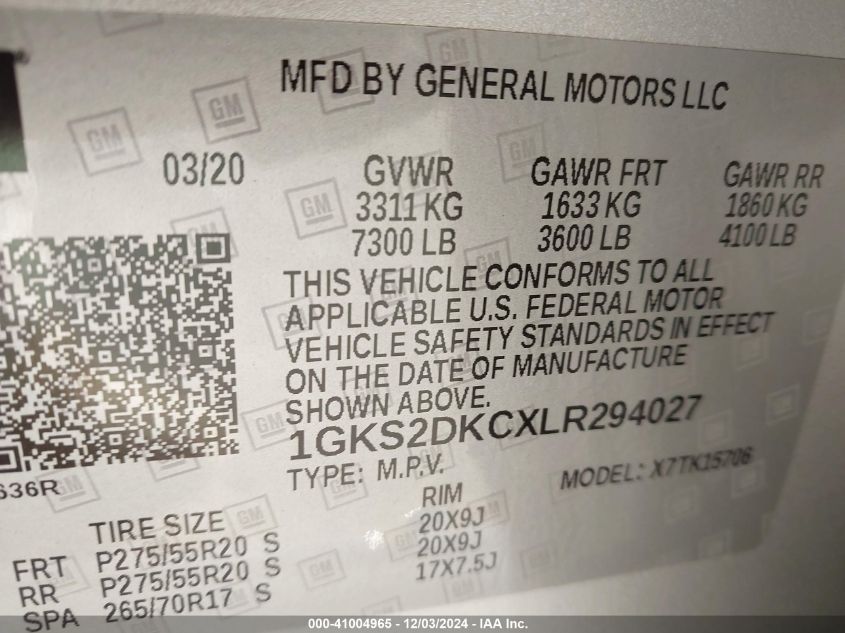 MFD BY GENERAL MOTORS LLC
03/20 GVWR GAWR FRT GAWR RR
3311 KG 1633 KG 1860 KG
7300 LB 3600 LB 4100 LB
THIS VEHICLE CONFORMS TO ALL
APPLICABLE U.S. FEDERAL MOTOR
VEHICLE SAFETY STANDARDS IN EFFECT
ON THE DATE OF MANUFACTURE
SHOWN ABOVE.
1GKS2DKCXLR294027
TYPE: M.P.V. MODEL: X7TK15706
636R
TIRE SIZE RIM
FRT P275/55R20 S 20X9J
RR P275/55R20 S 20X9J
SPA 265/70R17 S 17X7.5J
000-41004965 - 12/03/2024 - IAA Inc.